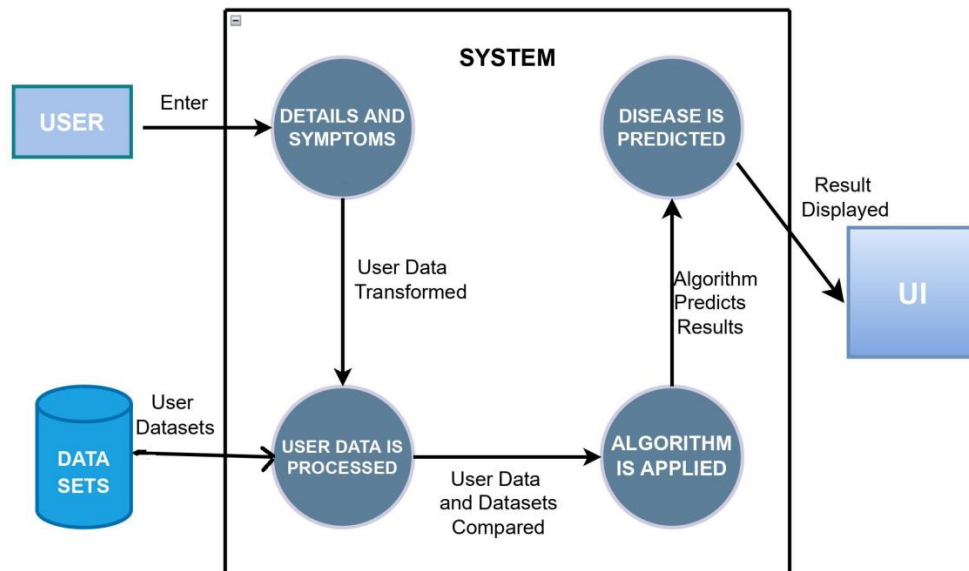 SYSTEM
USER
Enter
DETAILS AND
SYMPTOMS
DISEASE IS
PREDICTED
Result
Displayed
UI
User Data
Transformed
Algorithm
Predicts
Results
User
Datasets
DATA
SETS
USER DATA IS
PROCESSED
User Data
and Datasets
Compared
ALGORITHM
IS APPLIED